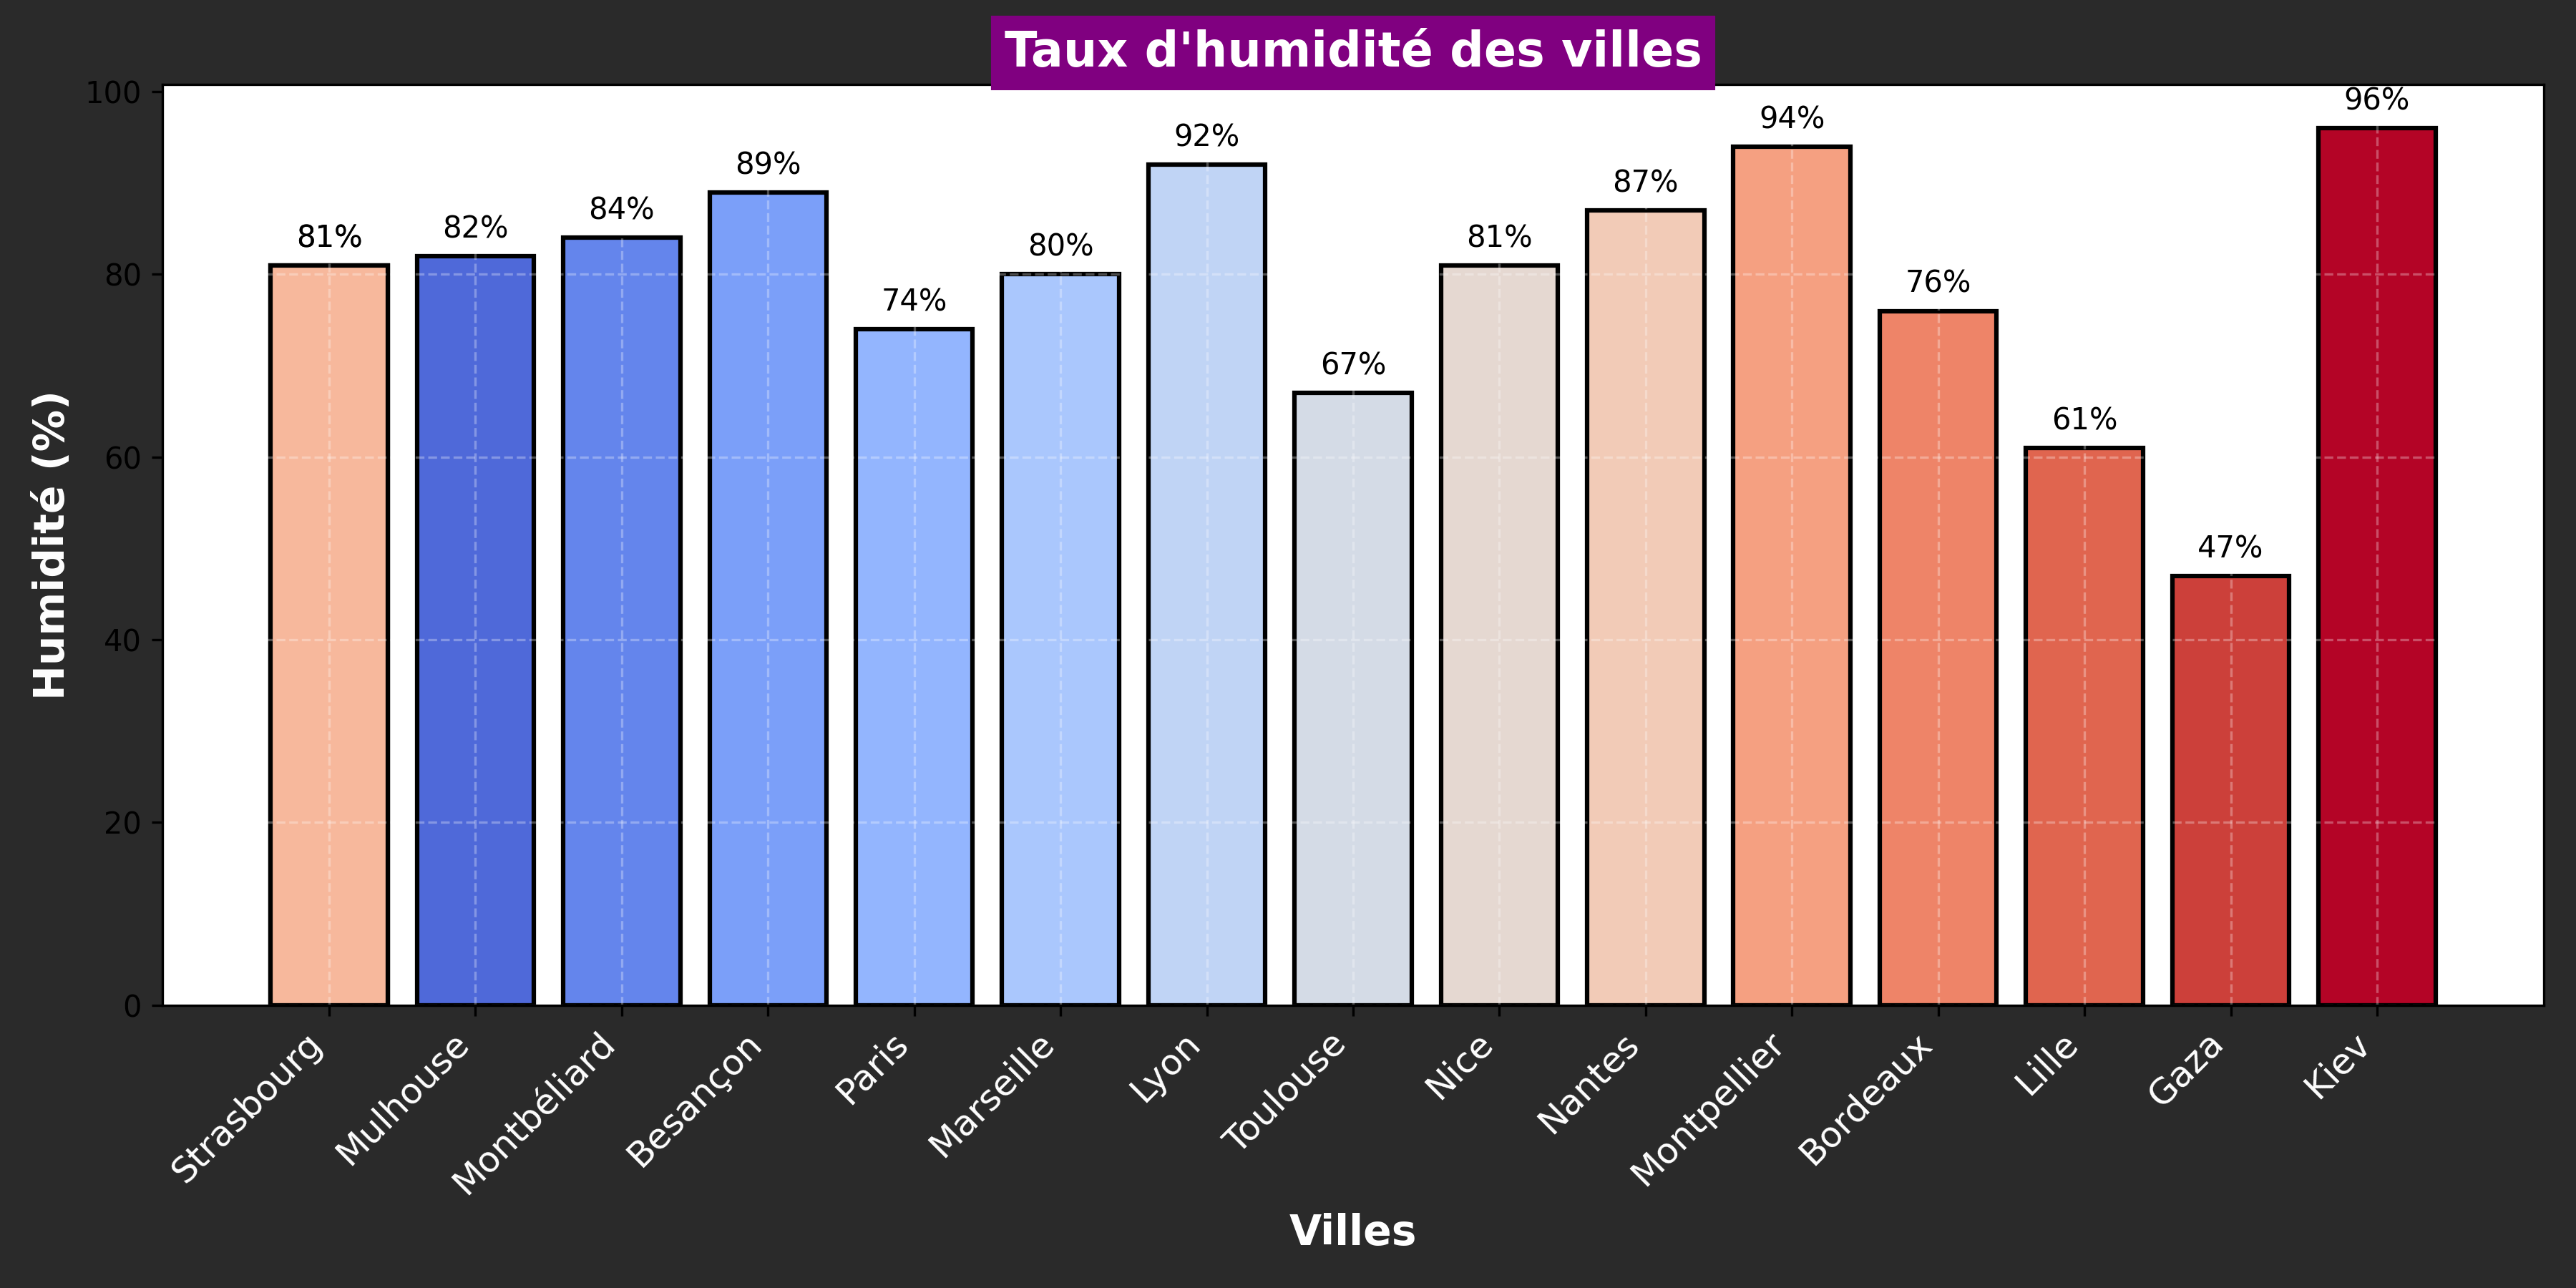 Taux d'humidité des villes
Humidité (%)
100
80
60
40
20
0
81%
82%
84%
89%
74%
80%
92%
67%
81%
87%
94%
76%
61%
47%
96%
Strasbourg
Mulhouse
Montbéliard
Besançon
Paris
Marseille
Lyon
Toulouse
Nice
Nantes
Montpellier
Bordeaux
Lille
Gaza
Kiev
Villes